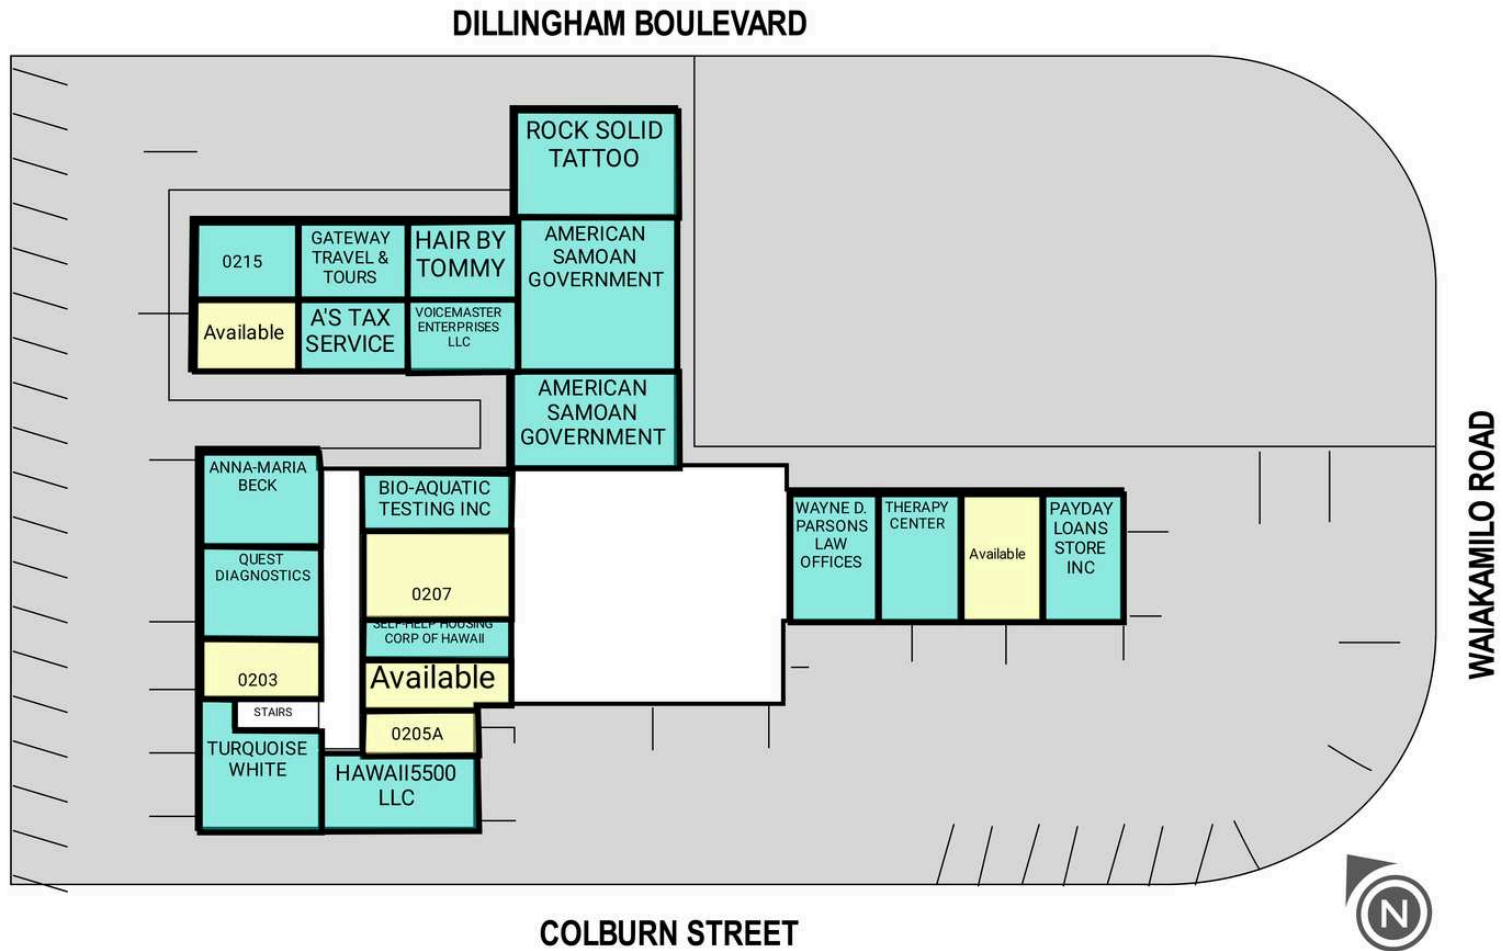 DILLINGHAM BOULEVARD
ROCK SOLID
TATTOO
0215
GATEWAY
TRAVEL &
TOURS
HAIR BY
TOMMY
AMERICAN
SAMOAN
GOVERNMENT
Available
A'S TAX
SERVICE
VOICEMASTER
ENTERPRISES
LLC
AMERICAN
SAMOAN
GOVERNMENT
ANNA-MARIA
BECK
BIO-AQUATIC
TESTING INC
WAYNE D.
PARSONS
LAW
OFFICES
THERAPY
CENTER
Available
PAYDAY
LOANS
STORE
INC
QUEST
DIAGNOSTICS
0207
SELF-HELP HOUSING
CORP OF HAWAII
0203
Available
STAIRS
0205A
TURQUOISE
WHITE
HAWAII5500
LLC
WAIAKAMILO ROAD
COLBURN STREET
N